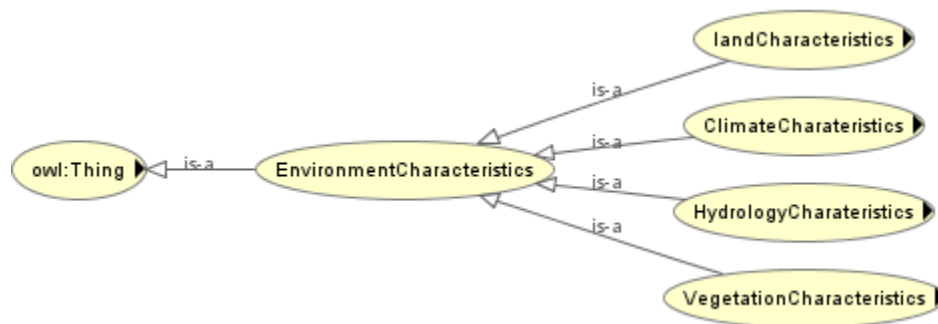 landCharacteristics
is-a
ClimateCharateristics
is-a
owl:Thing
is-a
EnvironmentCharacteristics
is-a
HydrologyCharateristics
is-a
VegetationCharacteristics